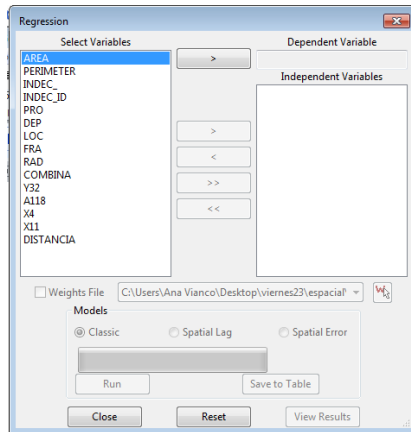 Regression
Select Variables
Dependent Variable
>
AREA
PERIMETER
INDEC_
INDEC_ID
PRO
DEP
LOC
FRA
RAD
COMBINA
Y32
A118
X4
X11
DISTANCIA
Independent Variables
>
<
>>
<<
Weights File C:\Users\Ana Vianco\Desktop\viernes23\espacial\
Models
Classic Spatial Lag Spatial Error
Run Save to Table
Close Reset View Results